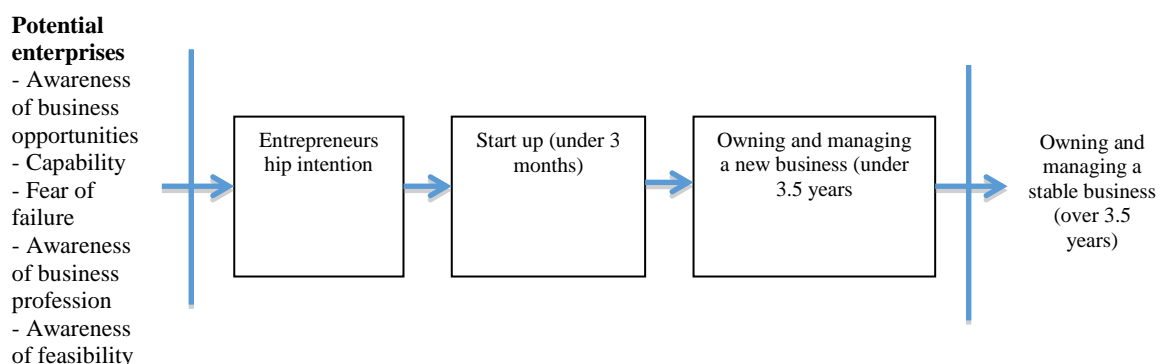 Potential
enterprises
- Awareness
of business
opportunities
- Capability
- Fear of
failure
- Awareness
of business
profession
- Awareness
of feasibility
Entrepreneurs
hip intention
Start up (under 3
months)
Owning and managing
a new business (under
3.5 years
Owning and
managing a
stable business
(over 3.5
years)